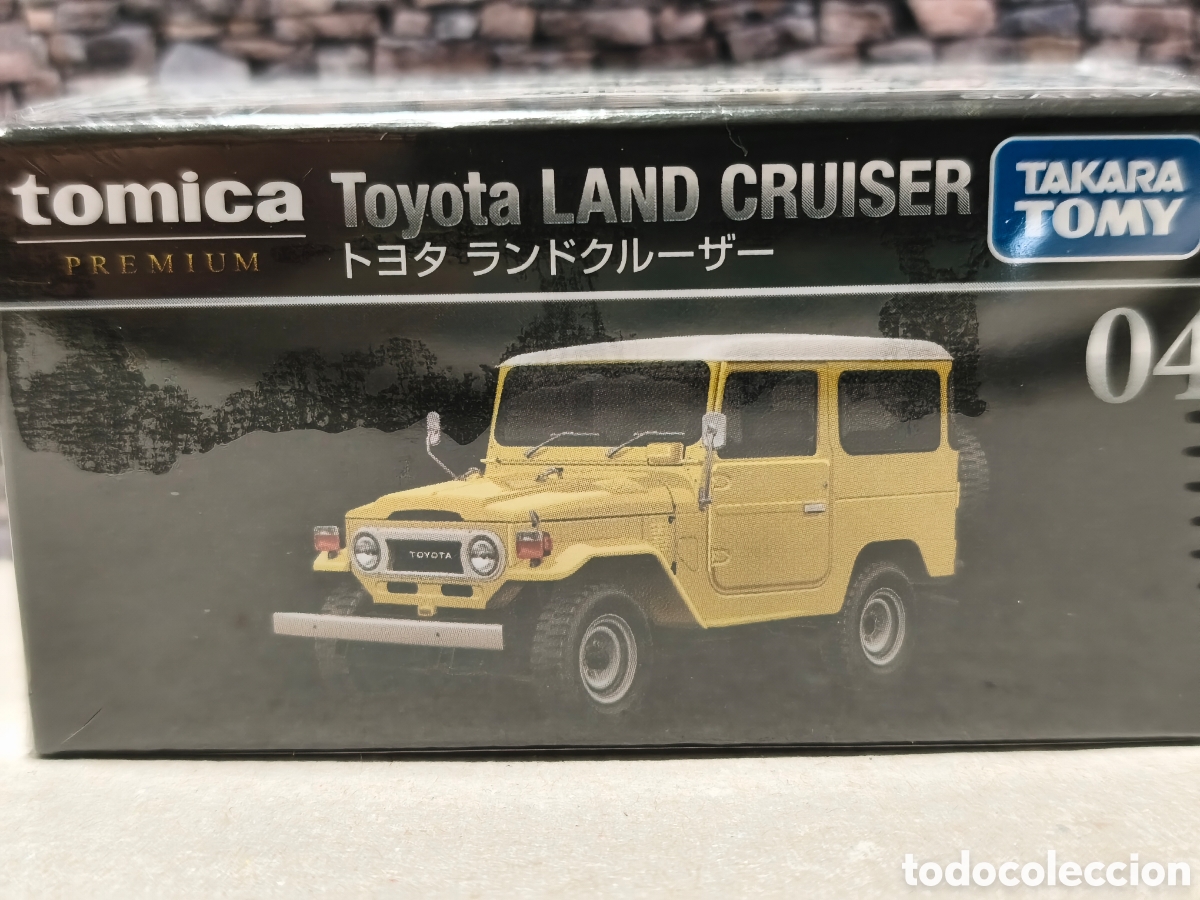 tomica
PREMIUM
Toyota LAND CRUISER
トヨタ ランドクルーザー
TAKARA
TOMY
04
TOYOTA
todocoleccion